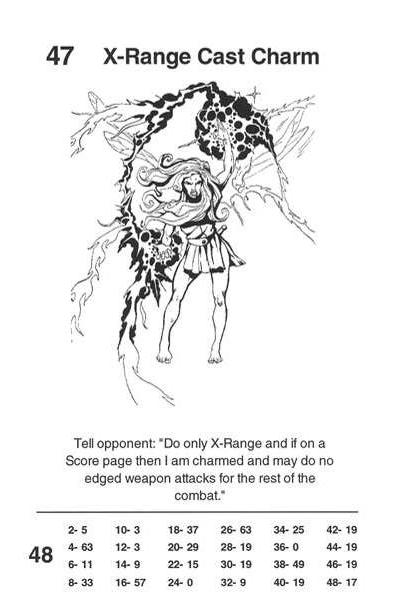 47 X-Range Cast Charm
Tell opponent: "Do only X-Range and if on a
Score page then I am charmed and may do no
edged weapon attacks for the rest of the
combat."
48
2- 5 10- 3 18- 37 26- 63 34- 25 42- 19
4- 63 12- 3 20- 29 28- 19 36- 0 44- 19
6- 11 14- 9 22- 15 30- 19 38- 49 46- 19
8- 33 16- 57 24- 0 32- 9 40- 19 48- 17